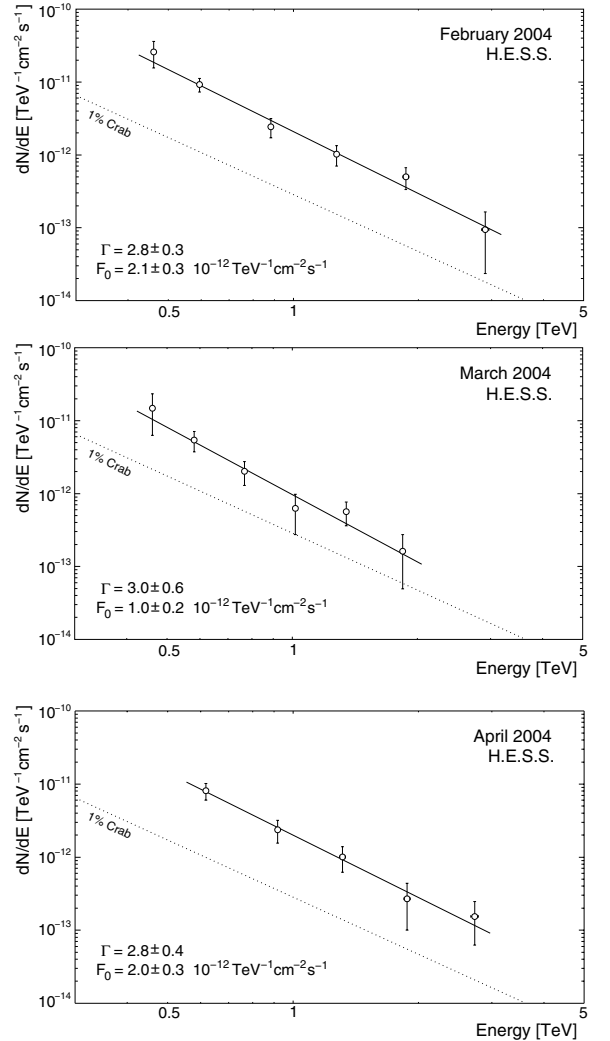 dN/dE [TeV⁻¹cm⁻² s⁻¹]
10⁻¹⁰
10⁻¹¹
10⁻¹²
10⁻¹³
10⁻¹⁴
February 2004
H.E.S.S.
1% Crab
Γ = 2.8± 0.3
F₀ = 2.1± 0.3 10⁻¹² TeV⁻¹cm⁻²s⁻¹
0.5 1 5
Energy [TeV]
dN/dE [TeV⁻¹cm⁻² s⁻¹]
10⁻¹⁰
10⁻¹¹
10⁻¹²
10⁻¹³
10⁻¹⁴
March 2004
H.E.S.S.
1% Crab
Γ = 3.0± 0.6
F₀ = 1.0± 0.2 10⁻¹² TeV⁻¹cm⁻²s⁻¹
0.5 1 5
Energy [TeV]
dN/dE [TeV⁻¹cm⁻² s⁻¹]
10⁻¹⁰
10⁻¹¹
10⁻¹²
10⁻¹³
10⁻¹⁴
April 2004
H.E.S.S.
1% Crab
Γ = 2.8± 0.4
F₀ = 2.0± 0.3 10⁻¹² TeV⁻¹cm⁻²s⁻¹
0.5 1 5
Energy [TeV]